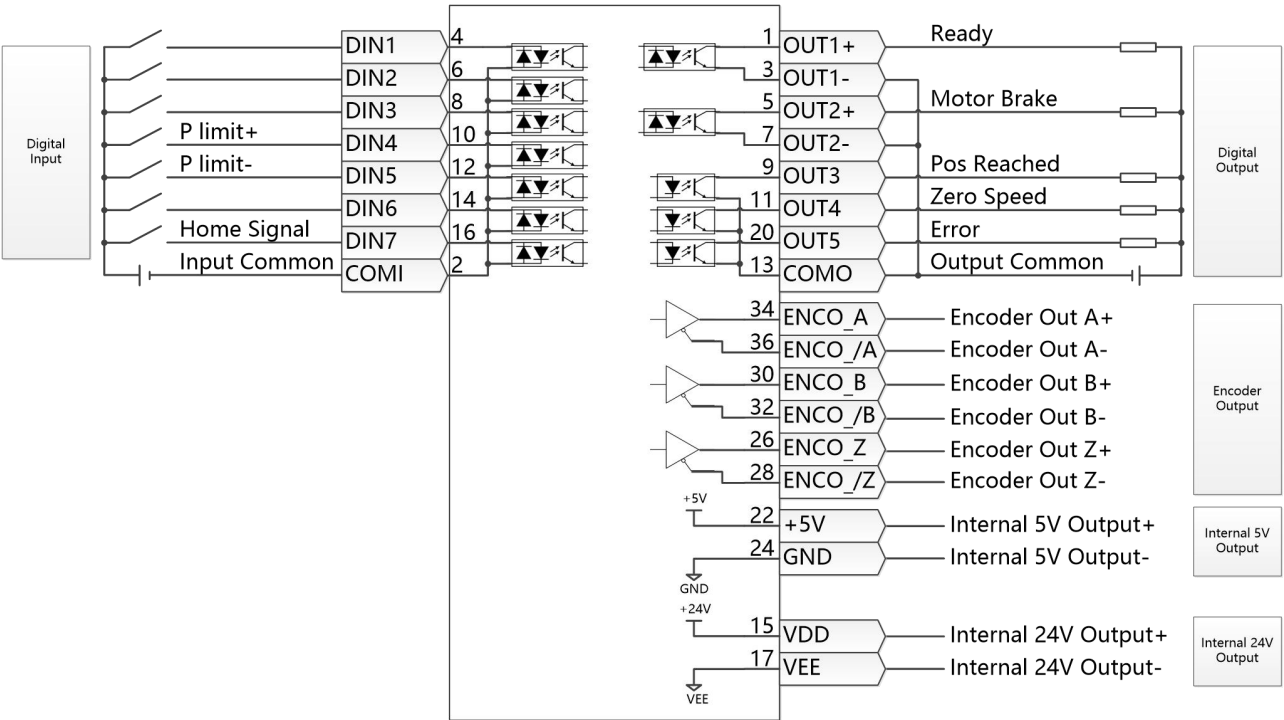 Digital
Input
P limit+
P limit-
Home Signal
Input Common
DIN1 4
DIN2 6
DIN3 8
DIN4 10
DIN5 12
DIN6 14
DIN7 16
COMI 2
1 OUT1+ Ready
3 OUT1-
5 OUT2+ Motor Brake
7 OUT2-
9 OUT3 Pos Reached
11 OUT4 Zero Speed
20 OUT5 Error
13 COMO Output Common
Digital
Output
34 ENCO_A Encoder Out A+
36 ENCO_/A Encoder Out A-
30 ENCO_B Encoder Out B+
32 ENCO_/B Encoder Out B-
26 ENCO_Z Encoder Out Z+
28 ENCO_/Z Encoder Out Z-
Encoder
Output
+5V
22 +5V Internal 5V Output+
24 GND Internal 5V Output-
GND
Internal 5V
Output
+24V
15 VDD Internal 24V Output+
17 VEE Internal 24V Output-
VEE
Internal 24V
Output